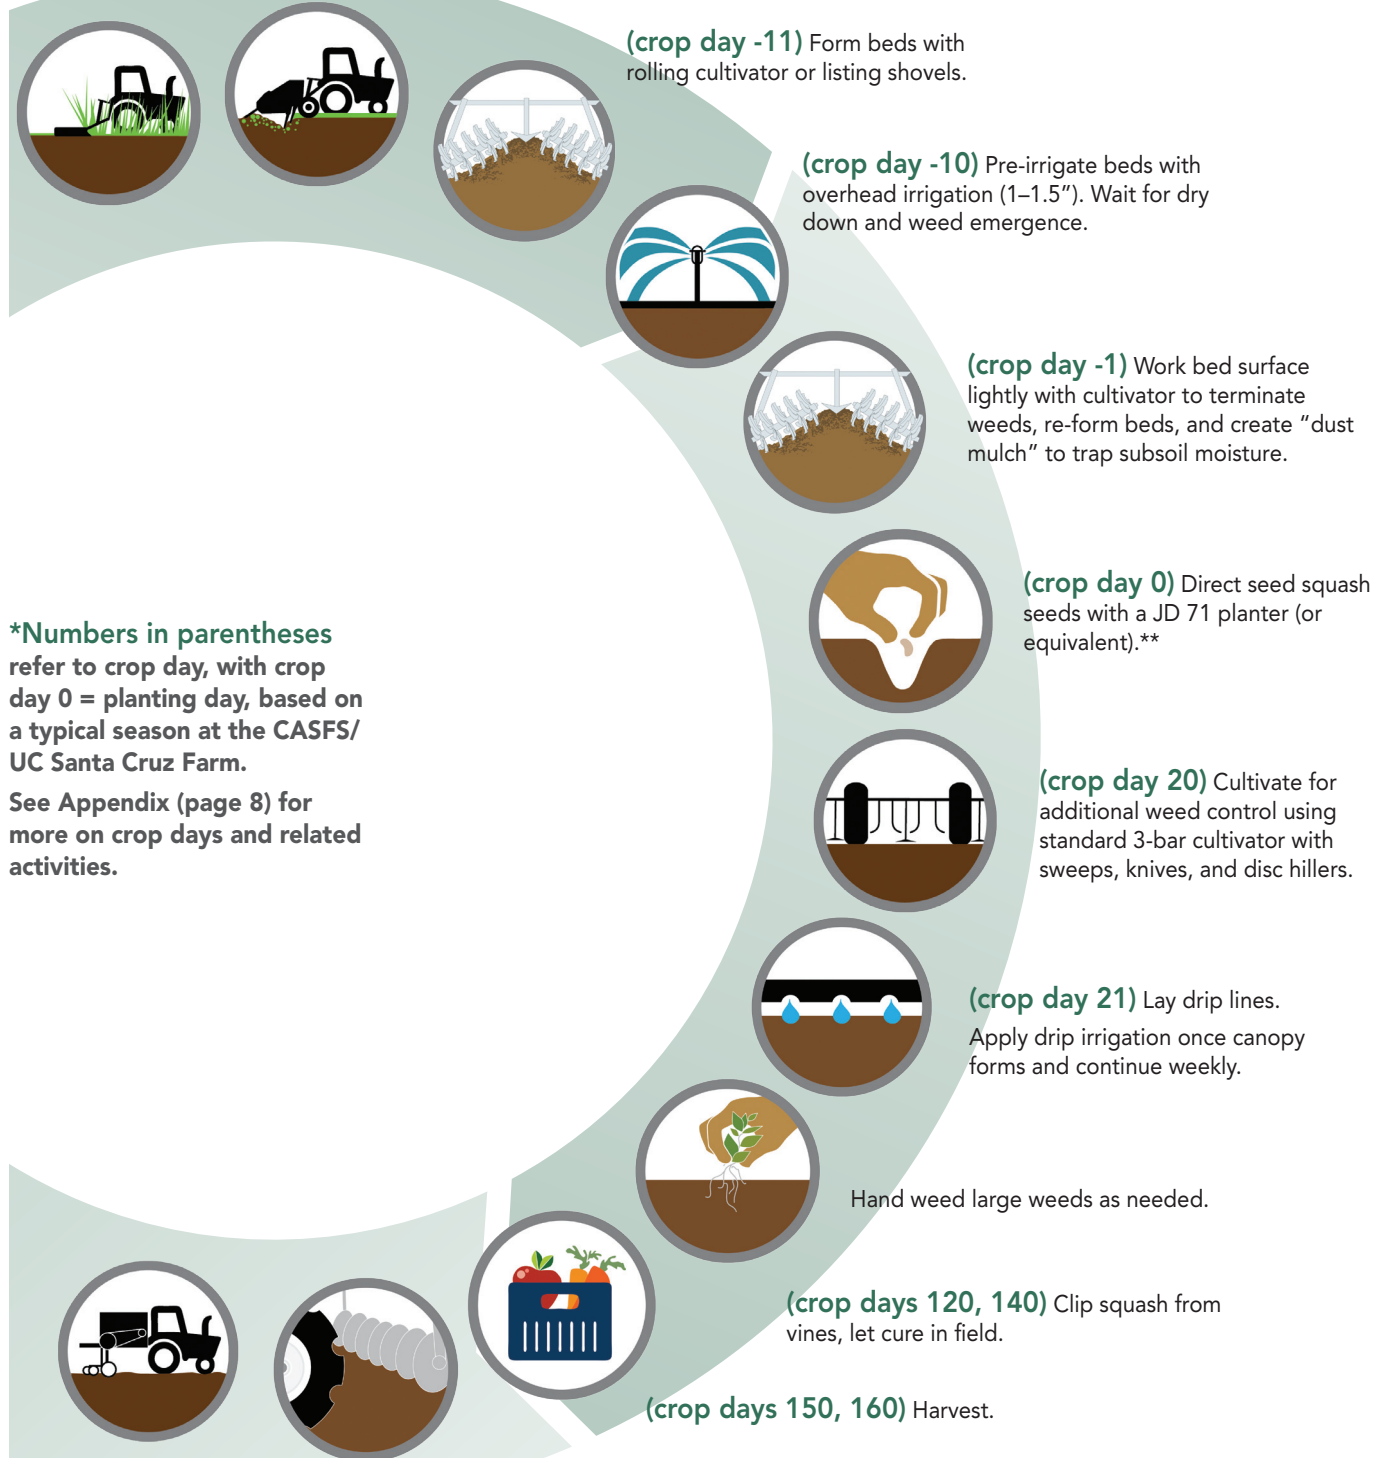 (crop day -11) Form beds with
rolling cultivator or listing shovels.
(crop day -10) Pre-irrigate beds with
overhead irrigation (1–1.5”). Wait for dry
down and weed emergence.
(crop day -1) Work bed surface
lightly with cultivator to terminate
weeds, re-form beds, and create “dust
mulch” to trap subsoil moisture.
(crop day 0) Direct seed squash
seeds with a JD 71 planter (or
equivalent).**
*Numbers in parentheses
refer to crop day, with crop
day 0 = planting day, based on
a typical season at the CASFS/
UC Santa Cruz Farm.
See Appendix (page 8) for
more on crop days and related
activities.
(crop day 20) Cultivate for
additional weed control using
standard 3-bar cultivator with
sweeps, knives, and disc hillers.
(crop day 21) Lay drip lines.
Apply drip irrigation once canopy
forms and continue weekly.
Hand weed large weeds as needed.
(crop days 120, 140) Clip squash from
vines, let cure in field.
(crop days 150, 160) Harvest.